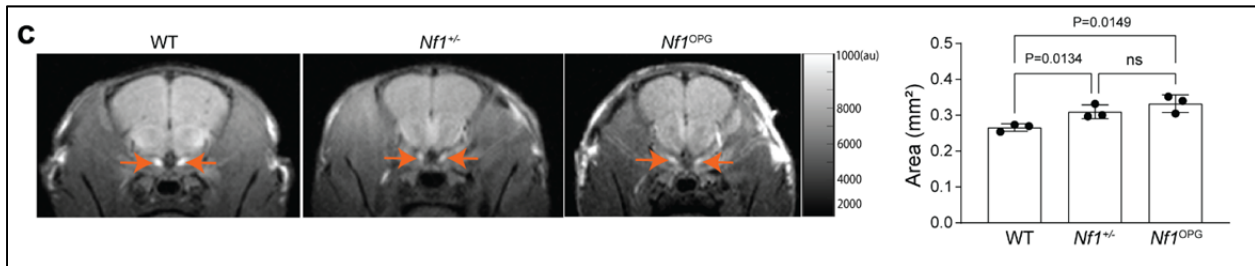 C
WT
Nf1+/-
Nf1OPG
1000(au)
8000
6000
4000
2000
P=0.0149
P=0.0134
ns
Area (mm²)
0.5
0.4
0.3
0.2
0.1
0.0
WT
Nf1+/-
Nf1OPG